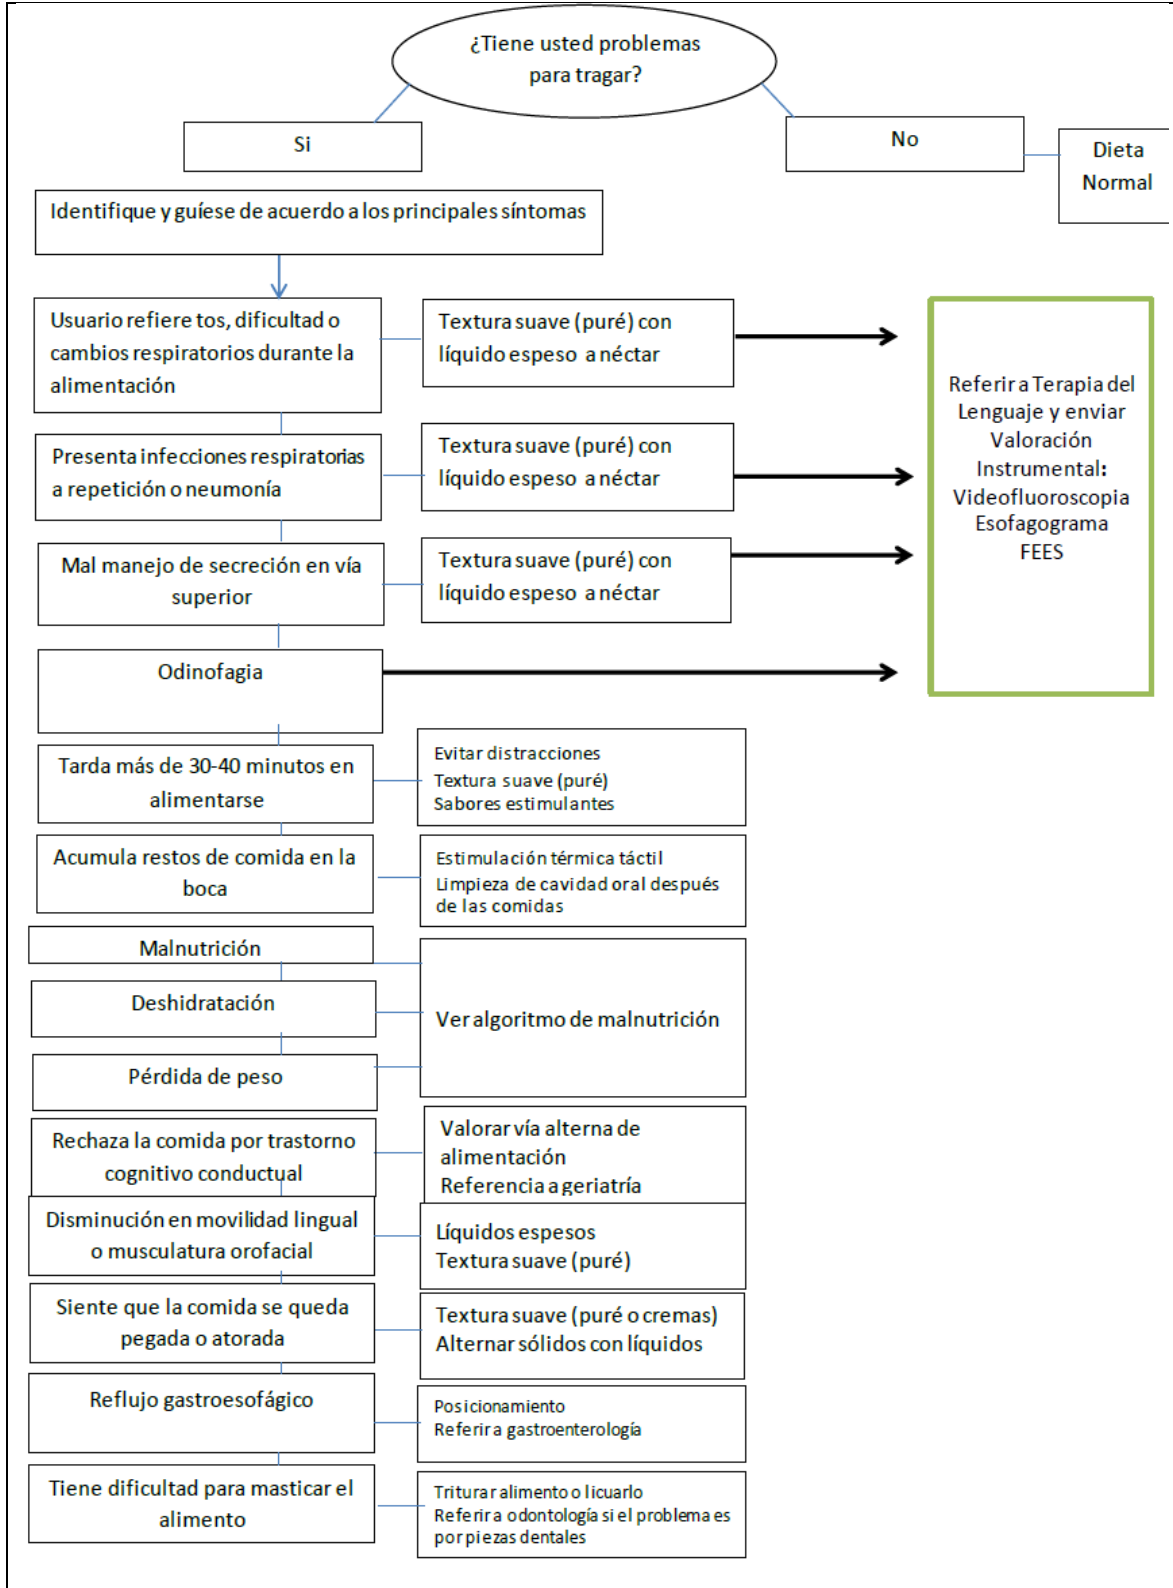 ¿Tiene usted problemas
para tragar?
Si
No
Dieta
Normal
Identifique y guíese de acuerdo a los principales síntomas
Usuario refiere tos, dificultad o
cambios respiratorios durante la
alimentación
Textura suave (puré) con
líquido espeso a néctar
Referir a Terapia del
Lenguaje y enviar
Valoración
Instrumental:
Videofluoroscopia
Esofagograma
FEES
Presenta infecciones respiratorias
a repetición o neumonía
Textura suave (puré) con
líquido espeso a néctar
Mal manejo de secreción en vía
superior
Textura suave (puré) con
líquido espeso a néctar
Odinofagia
Tarda más de 30-40 minutos en
alimentarse
Evitar distracciones
Textura suave (puré)
Sabores estimulantes
Acumula restos de comida en la
boca
Estimulación térmica táctil
Limpieza de cavidad oral después
de las comidas
Malnutrición
Deshidratación
Pérdida de peso
Ver algoritmo de malnutrición
Rechaza la comida por trastorno
cognitivo conductual
Valorar vía alterna de
alimentación
Referencia a geriatría
Disminución en movilidad lingual
o musculatura orofacial
Líquidos espesos
Textura suave (puré)
Siente que la comida se queda
pegada o atorada
Textura suave (puré o cremas)
Alternar sólidos con líquidos
Reflujo gastroesofágico
Posicionamiento
Referir a gastroenterología
Tiene dificultad para masticar el
alimento
Triturar alimento o licuarlo
Referir a odontología si el problema es
por piezas dentales